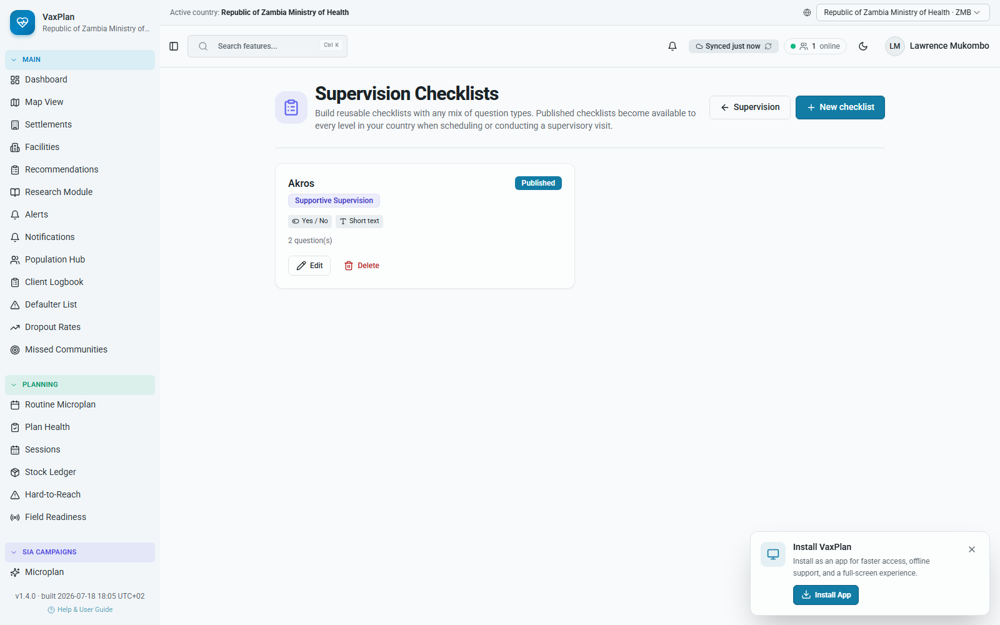 VaxPlan
Republic of Zambia Ministry of...
MAIN
Dashboard
Map View
Settlements
Facilities
Recommendations
Research Module
Alerts
Notifications
Population Hub
Client Logbook
Defaulter List
Dropout Rates
Missed Communities
PLANNING
Routine Microplan
Plan Health
Sessions
Stock Ledger
Hard-to-Reach
Field Readiness
SIA CAMPAIGNS
Microplan
v1.4.0 · built 2026-07-18 18:05 UTC+02
Help & User Guide
Active country: Republic of Zambia Ministry of Health
Republic of Zambia Ministry of Health · ZMB
Search features...
Ctrl K
Synced just now
1 online
LM
Lawrence Mukombo
Supervision Checklists
Build reusable checklists with any mix of question types. Published checklists become available to
every level in your country when scheduling or conducting a supervisory visit.
Supervision
New checklist
Akros
Published
Supportive Supervision
Yes / No
Short text
2 question(s)
Edit
Delete
Install VaxPlan
Install as an app for faster access, offline
support, and a full-screen experience.
Install App